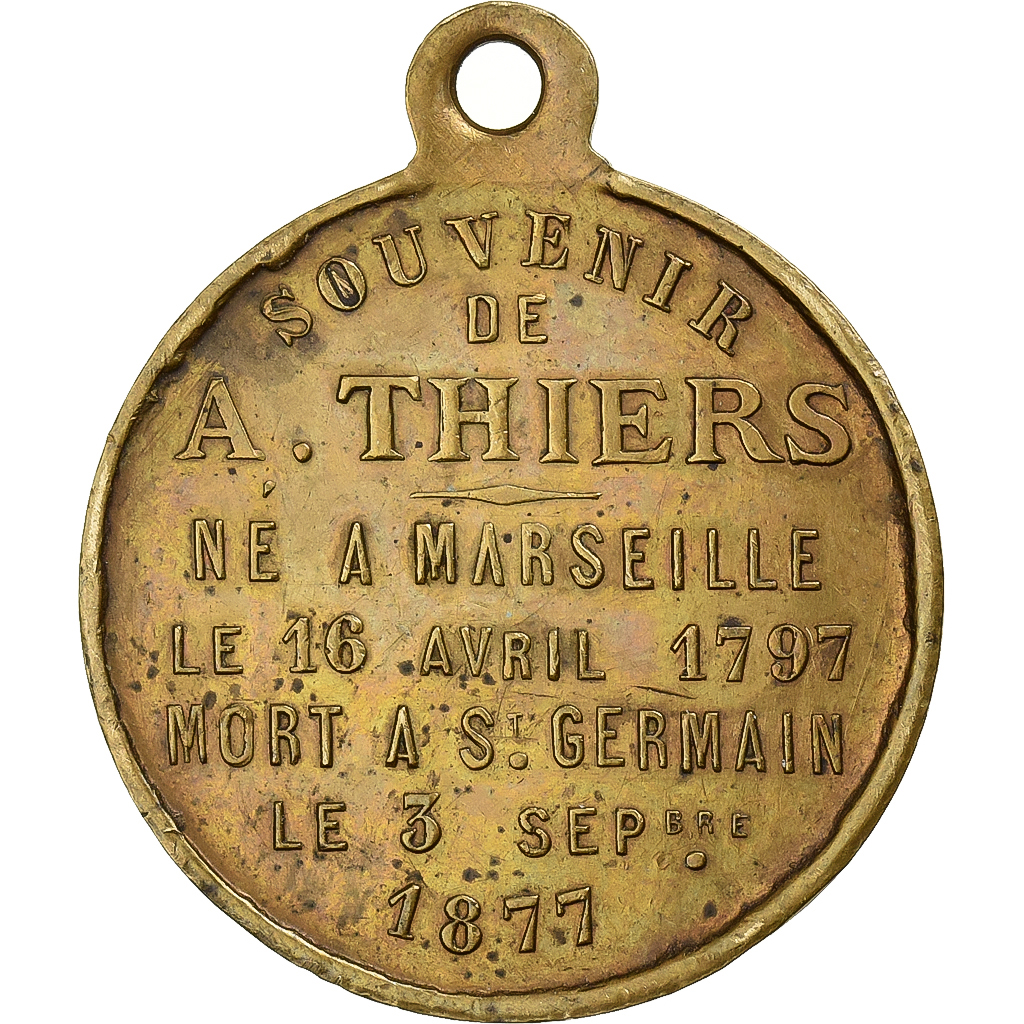 SOUVENIR
DE
A. THIERS
NÉ A MARSEILLE
LE 16 AVRIL 1797
MORT A St. GERMAIN
LE 3 SEPBRE.
1877